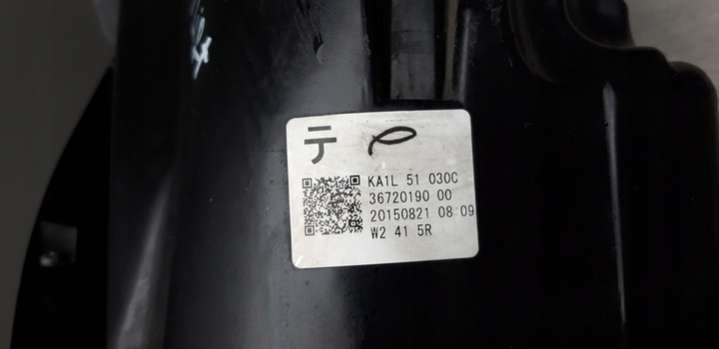 テ
KA1L 51 030C
36720190 00
20150821 08 09
W2 41 5R